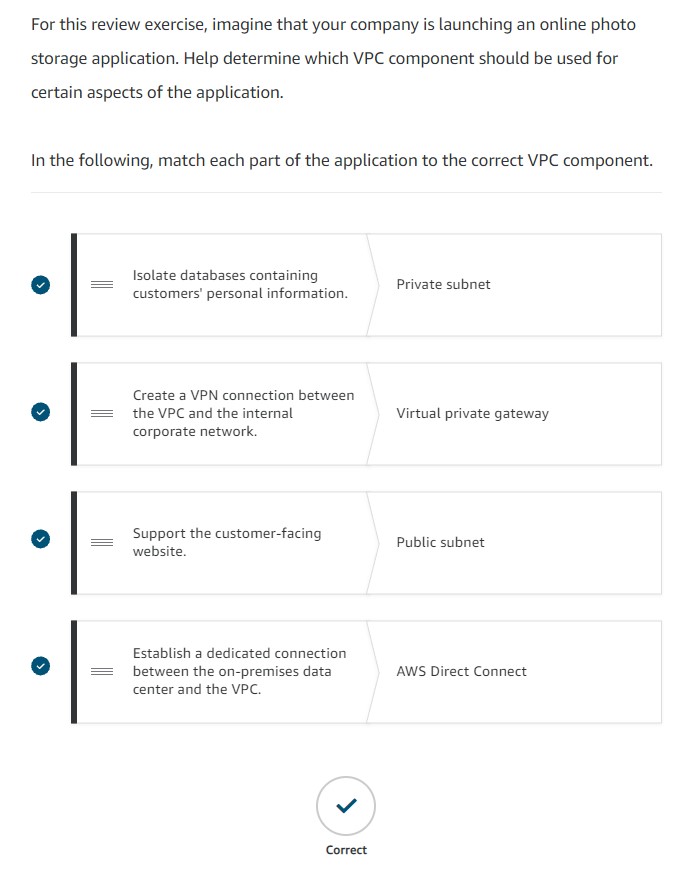 For this review exercise, imagine that your company is launching an online photo
storage application. Help determine which VPC component should be used for
certain aspects of the application.
In the following, match each part of the application to the correct VPC component.
Isolate databases containing
customers' personal information.
Private subnet
Create a VPN connection between
the VPC and the internal
corporate network.
Virtual private gateway
Support the customer-facing
website.
Public subnet
Establish a dedicated connection
between the on-premises data
center and the VPC.
AWS Direct Connect
Correct